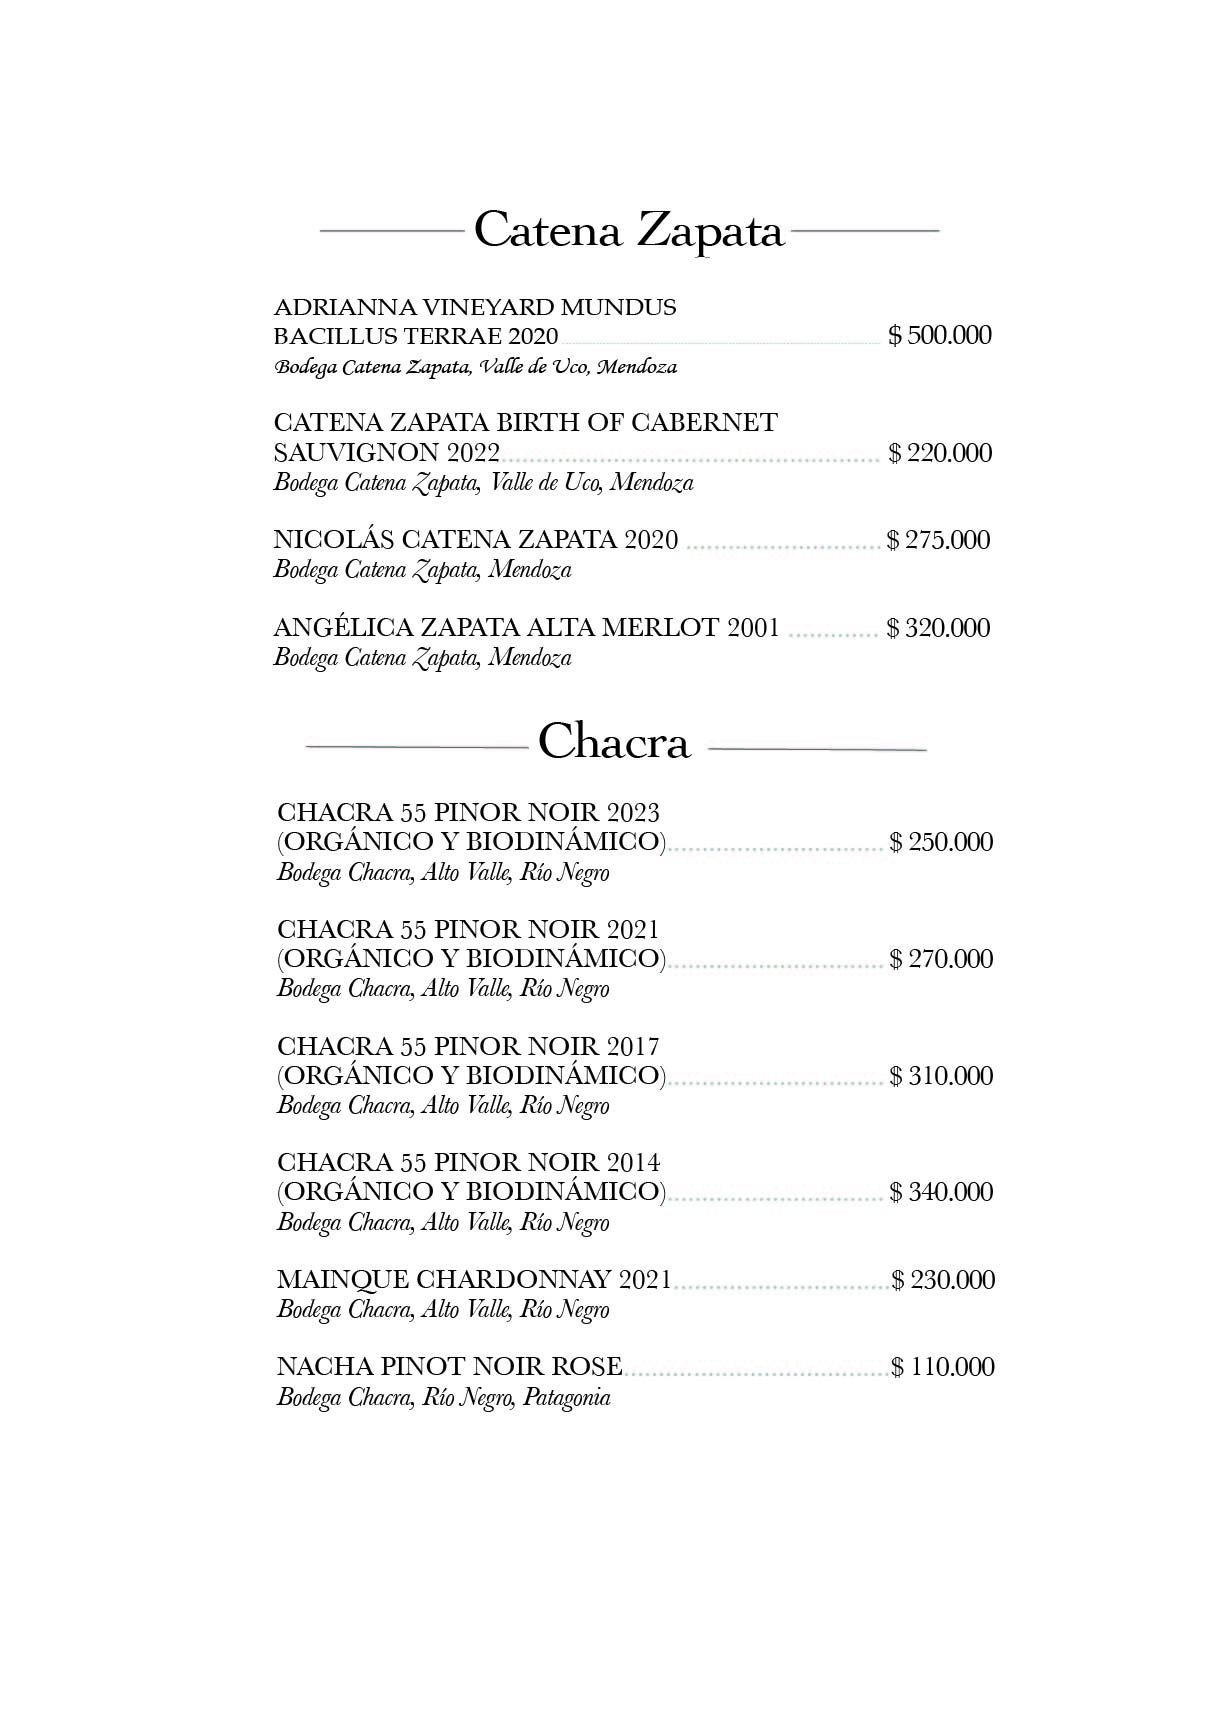 Catena Zapata
ADRIANNA VINEYARD MUNDUS
BACILLUS TERRAE 2020 $ 500.000
Bodega Catena Zapata, Valle de Uco, Mendoza
CATENA ZAPATA BIRTH OF CABERNET
SAUVIGNON 2022 $ 220.000
Bodega Catena Zapata, Valle de Uco, Mendoza
NICOLÁS CATENA ZAPATA 2020 $ 275.000
Bodega Catena Zapata, Mendoza
ANGÉLICA ZAPATA ALTA MERLOT 2001 $ 320.000
Bodega Catena Zapata, Mendoza
Chacra
CHACRA 55 PINOR NOIR 2023
(ORGÁNICO Y BIODINÁMICO) $ 250.000
Bodega Chacra, Alto Valle, Río Negro
CHACRA 55 PINOR NOIR 2021
(ORGÁNICO Y BIODINÁMICO) $ 270.000
Bodega Chacra, Alto Valle, Río Negro
CHACRA 55 PINOR NOIR 2017
(ORGÁNICO Y BIODINÁMICO) $ 310.000
Bodega Chacra, Alto Valle, Río Negro
CHACRA 55 PINOR NOIR 2014
(ORGÁNICO Y BIODINÁMICO) $ 340.000
Bodega Chacra, Alto Valle, Río Negro
MAINQUE CHARDONNAY 2021 $ 230.000
Bodega Chacra, Alto Valle, Río Negro
NACHA PINOT NOIR ROSE $ 110.000
Bodega Chacra, Río Negro, Patagonia